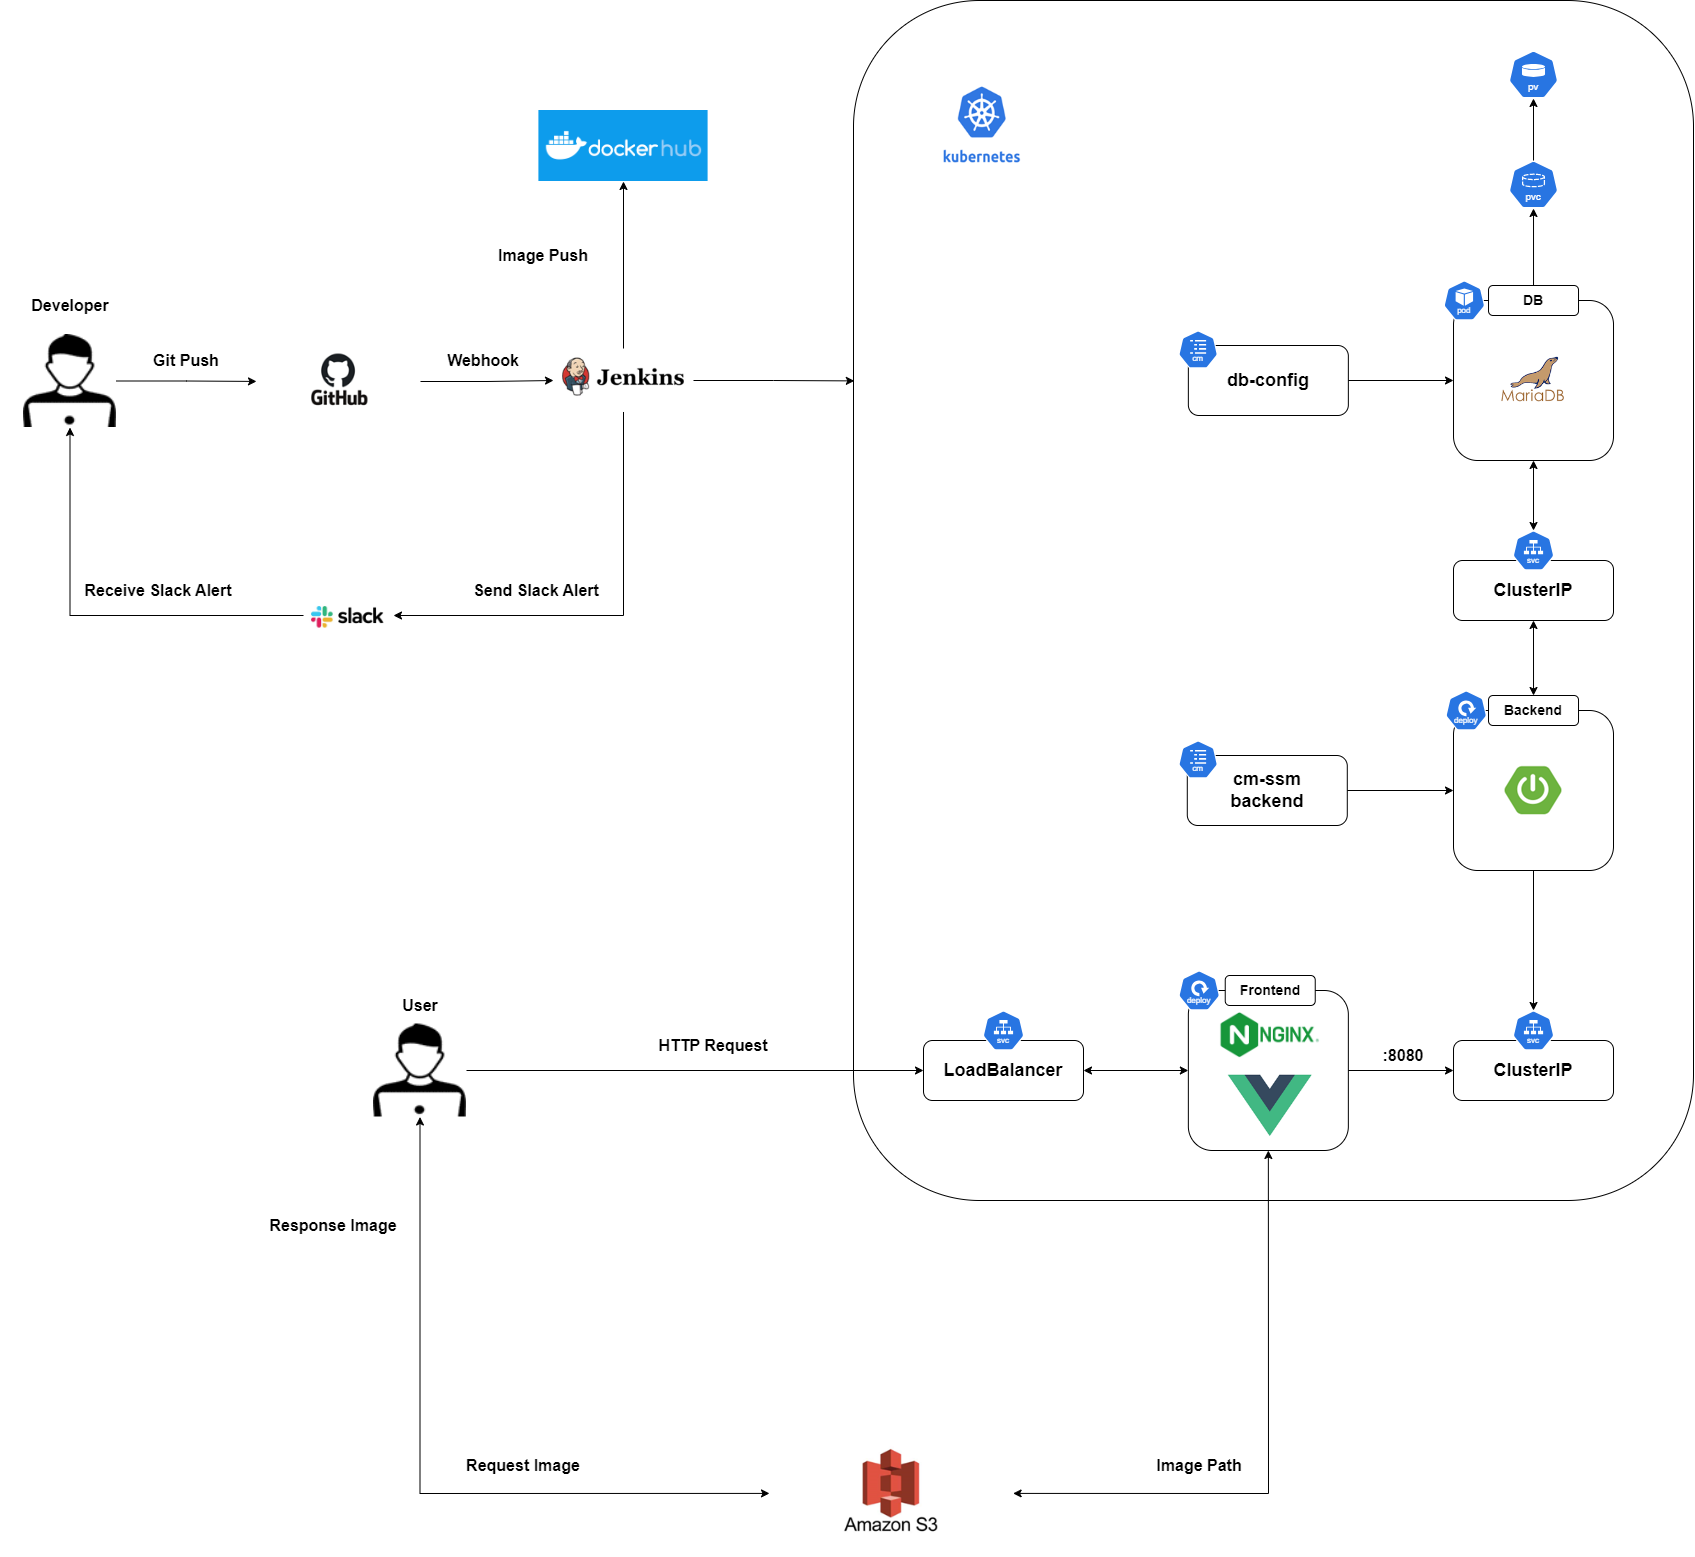 pv
kubernetes
pvc
docker hub
Image Push
Developer
pod
DB
Git Push
GitHub
Webhook
Jenkins
cm
db-config
MariaDB
Receive Slack Alert
slack
Send Slack Alert
svc
ClusterIP
deploy
Backend
cm
cm-ssm
backend
User
HTTP Request
svc
LoadBalancer
deploy
Frontend
NGINX
:8080
svc
ClusterIP
Response Image
Request Image
Image Path
Amazon S3